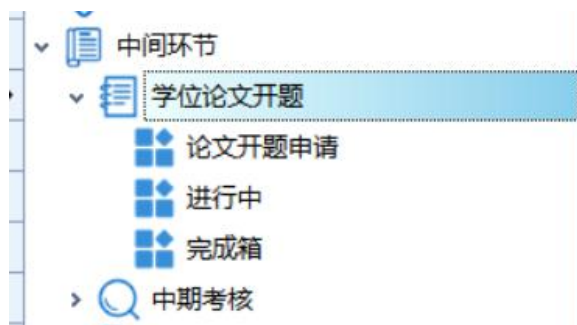 中间环节
学位论文开题
论文开题申请
进行中
完成箱
中期考核